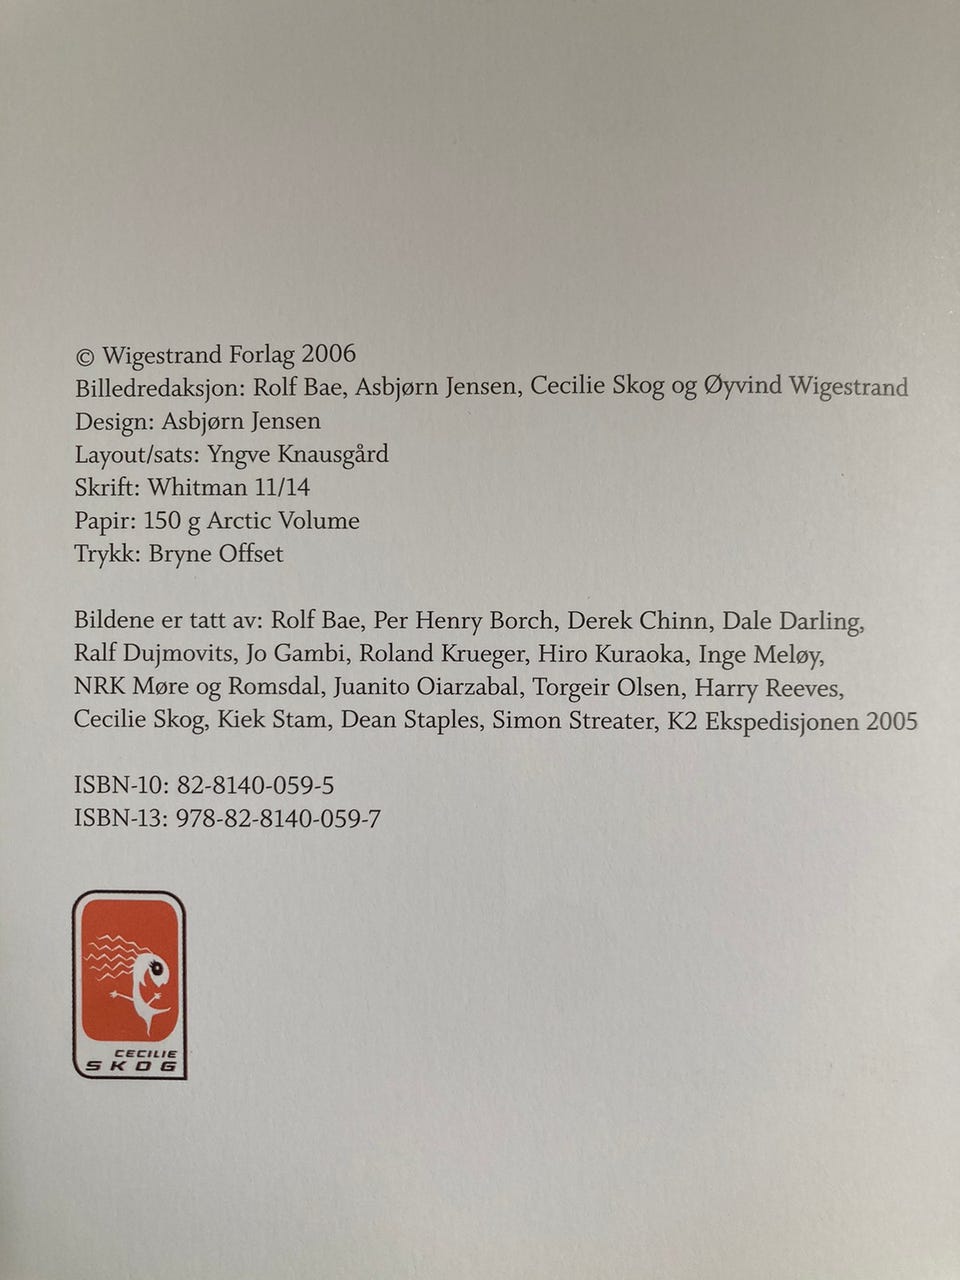 © Wigestrand Forlag 2006
Billedredaksjon: Rolf Bae, Asbjørn Jensen, Cecilie Skog og Øyvind Wigestrand
Design: Asbjørn Jensen
Layout/sats: Yngve Knausgård
Skrift: Whitman 11/14
Papir: 150 g Arctic Volume
Trykk: Bryne Offset
Bildene er tatt av: Rolf Bae, Per Henry Borch, Derek Chinn, Dale Darling,
Ralf Dujmovits, Jo Gambi, Roland Krueger, Hiro Kuraoka, Inge Meløy,
NRK Møre og Romsdal, Juanito Oiarzabal, Torgeir Olsen, Harry Reeves,
Cecilie Skog, Kiek Stam, Dean Staples, Simon Streater, K2 Ekspedisjonen 2005
ISBN-10: 82-8140-059-5
ISBN-13: 978-82-8140-059-7
CECILIE
SKOG